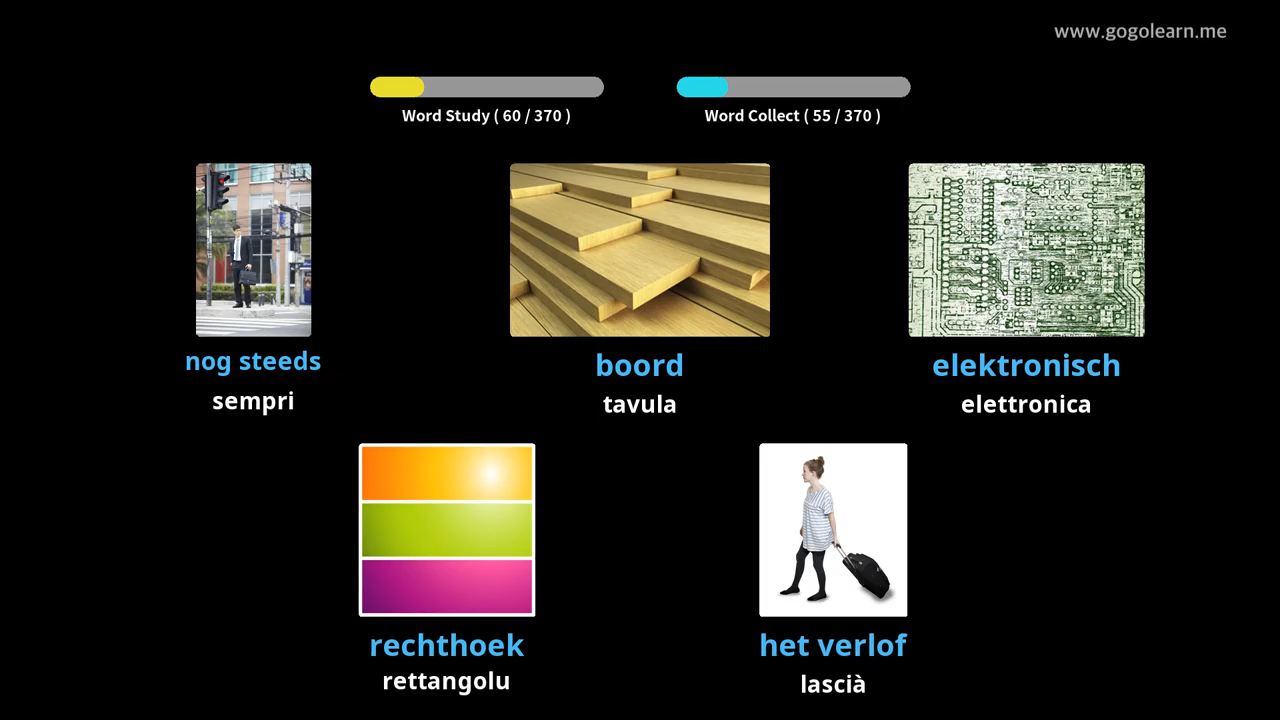 www.gogolearn.me
Word Study ( 60 / 370 )
Word Collect ( 55 / 370 )
nog steeds
sempri
boord
tavula
elektronisch
elettronica
rechthoek
rettangolu
het verlof
lascià